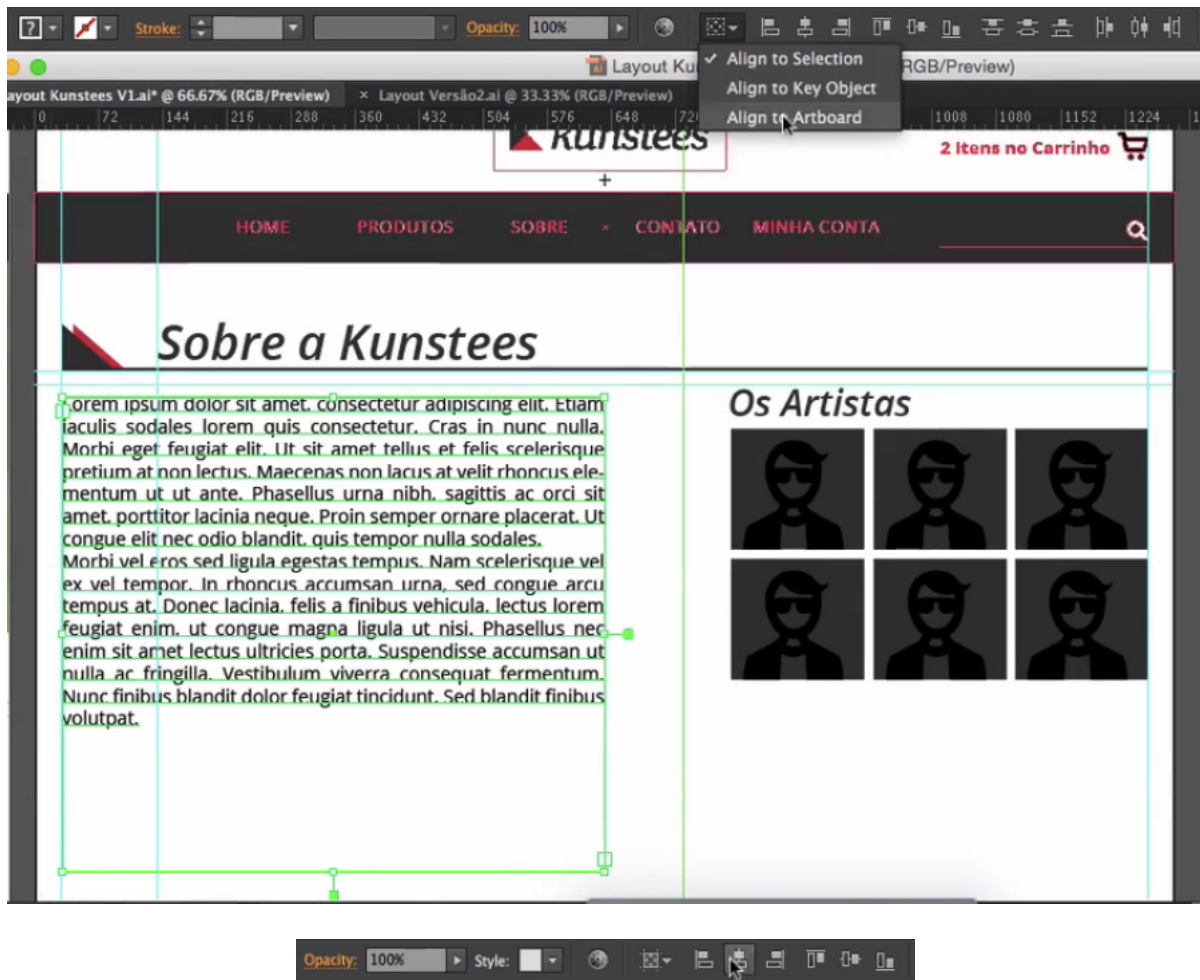 ?
Stroke:
Opacity: 100%
Align to Selection
Align to Key Object
Align to Artboard
Layout Ku
RGB/Preview)
ayout Kunstees V1.ai* @ 66.67% (RGB/Preview)
× Layout Versão2.ai @ 33.33% (RGB/Preview)
0 72 144 216 288 360 432 504 576 648 1008 1080 1152 1224
Kunstees
2 Itens no Carrinho
HOME PRODUTOS SOBRE CONTATO MINHA CONTA
Sobre a Kunstees
Lorem ipsum dolor sit amet, consectetur adipiscing elit. Etiam
iaculis sodales lorem quis consectetur. Cras in nunc nulla.
Morbi eget feugiat elit. Ut sit amet tellus et felis scelerisque
pretium at non lectus. Maecenas non lacus at velit rhoncus ele-
mentum ut ut ante. Phasellus urna nibh, sagittis ac orci sit
amet, porttitor lacinia neque. Proin semper ornare placerat. Ut
congue elit nec odio blandit, quis tempor nulla sodales.
Morbi vel eros sed ligula egestas tempus. Nam scelerisque vel
ex vel tempor. In rhoncus accumsan urna, sed congue arcu
tempus at. Donec lacinia, felis a finibus vehicula, lectus lorem
feugiat enim, ut congue magna ligula ut nisi. Phasellus nec
enim sit amet lectus ultricies porta. Suspendisse accumsan ut
nulla ac fringilla. Vestibulum viverra consequat fermentum.
Nunc finibus blandit dolor feugiat tincidunt. Sed blandit finibus
volutpat.
Os Artistas
Opacity: 100% Style: